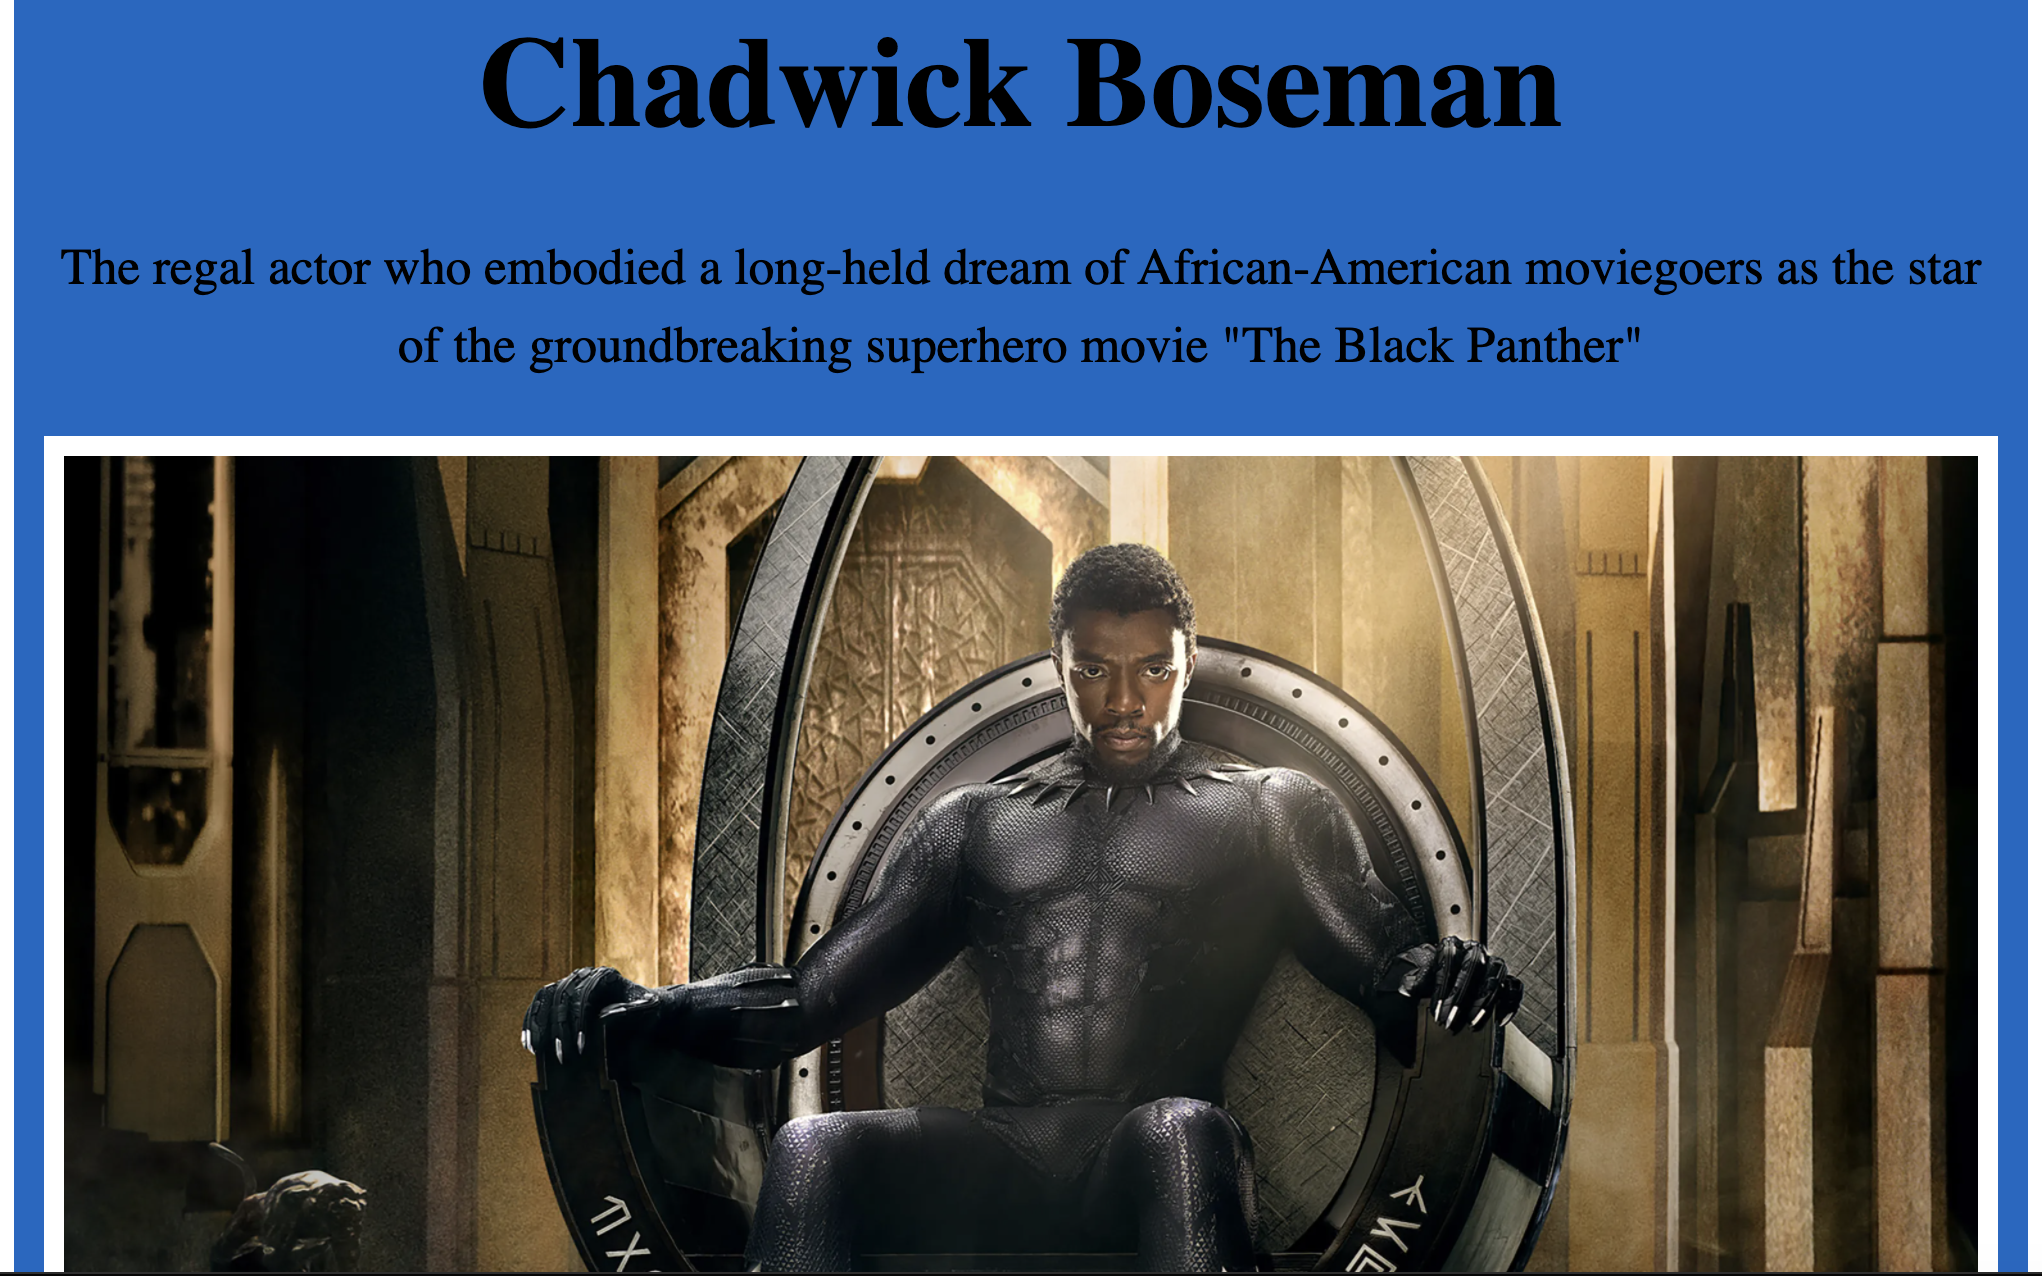 Chadwick Boseman
The regal actor who embodied a long-held dream of African-American moviegoers as the star
of the groundbreaking superhero movie "The Black Panther"